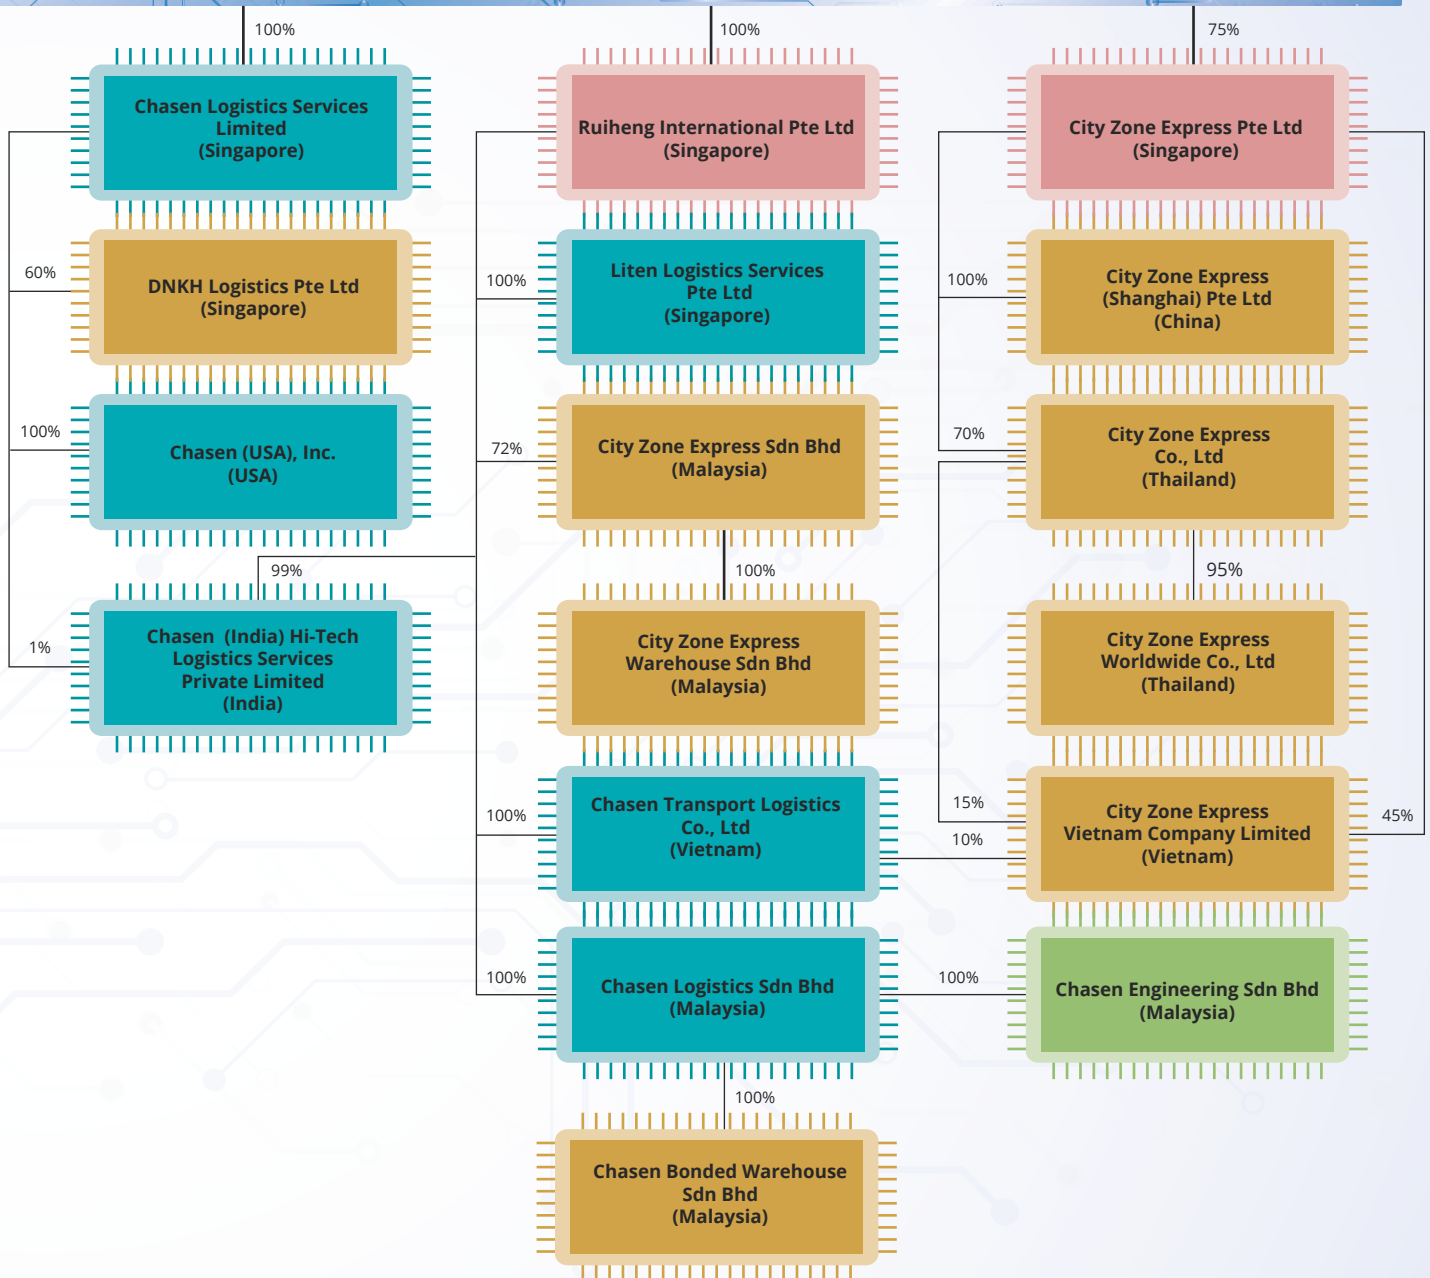 100%
100%
75%
Chasen Logistics Services
Limited
(Singapore)
Ruiheng International Pte Ltd
(Singapore)
City Zone Express Pte Ltd
(Singapore)
60%
DNKH Logistics Pte Ltd
(Singapore)
100%
Liten Logistics Services
Pte Ltd
(Singapore)
100%
City Zone Express
(Shanghai) Pte Ltd
(China)
100%
Chasen (USA), Inc.
(USA)
72%
City Zone Express Sdn Bhd
(Malaysia)
70%
City Zone Express
Co., Ltd
(Thailand)
99%
100%
95%
1%
Chasen (India) Hi-Tech
Logistics Services
Private Limited
(India)
City Zone Express
Warehouse Sdn Bhd
(Malaysia)
City Zone Express
Worldwide Co., Ltd
(Thailand)
100%
Chasen Transport Logistics
Co., Ltd
(Vietnam)
15%
10%
City Zone Express
Vietnam Company Limited
(Vietnam)
45%
100%
Chasen Logistics Sdn Bhd
(Malaysia)
100%
Chasen Engineering Sdn Bhd
(Malaysia)
100%
Chasen Bonded Warehouse
Sdn Bhd
(Malaysia)